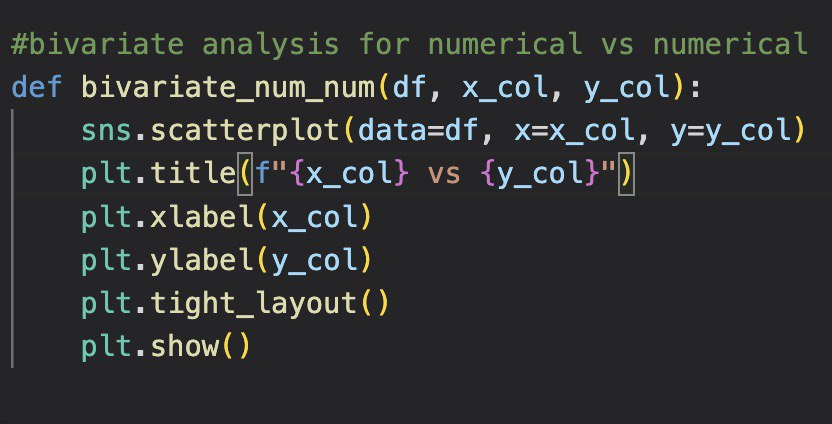 #bivariate analysis for numerical vs numerical
def bivariate_num_num(df, x_col, y_col):
    sns.scatterplot(data=df, x=x_col, y=y_col)
    plt.title(f"{x_col} vs {y_col}")
    plt.xlabel(x_col)
    plt.ylabel(y_col)
    plt.tight_layout()
    plt.show()